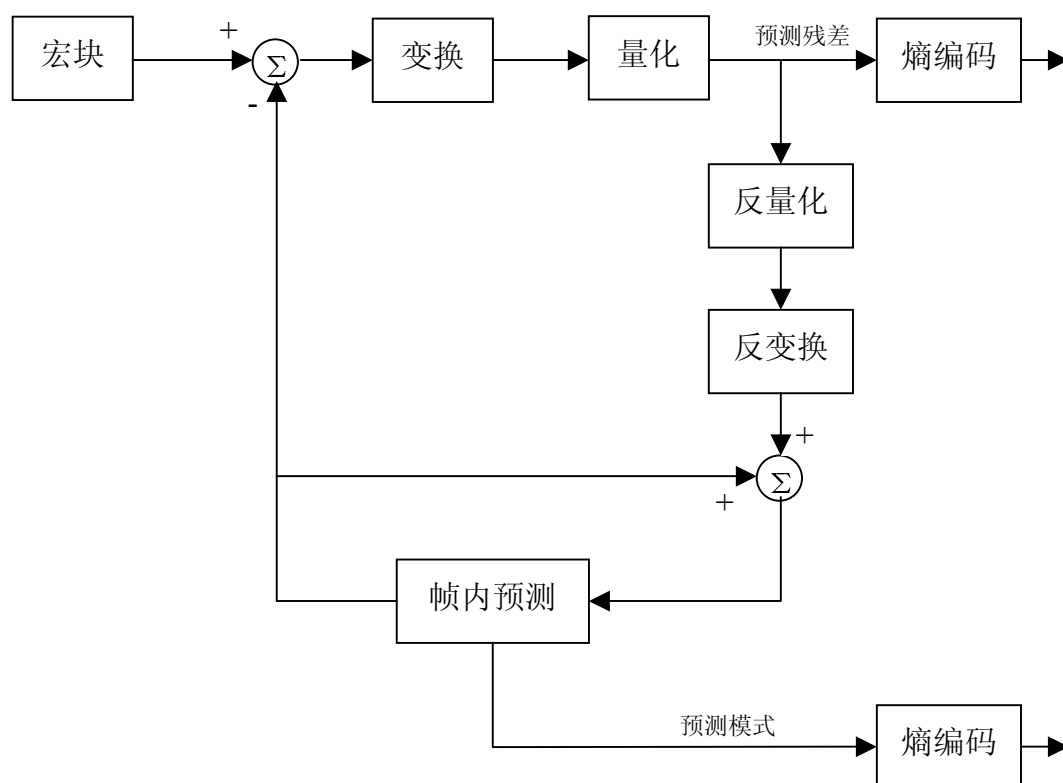 宏块
+
Σ
-
变换
量化
预测残差
熵编码
反量化
反变换
+
Σ
+
帧内预测
预测模式
熵编码